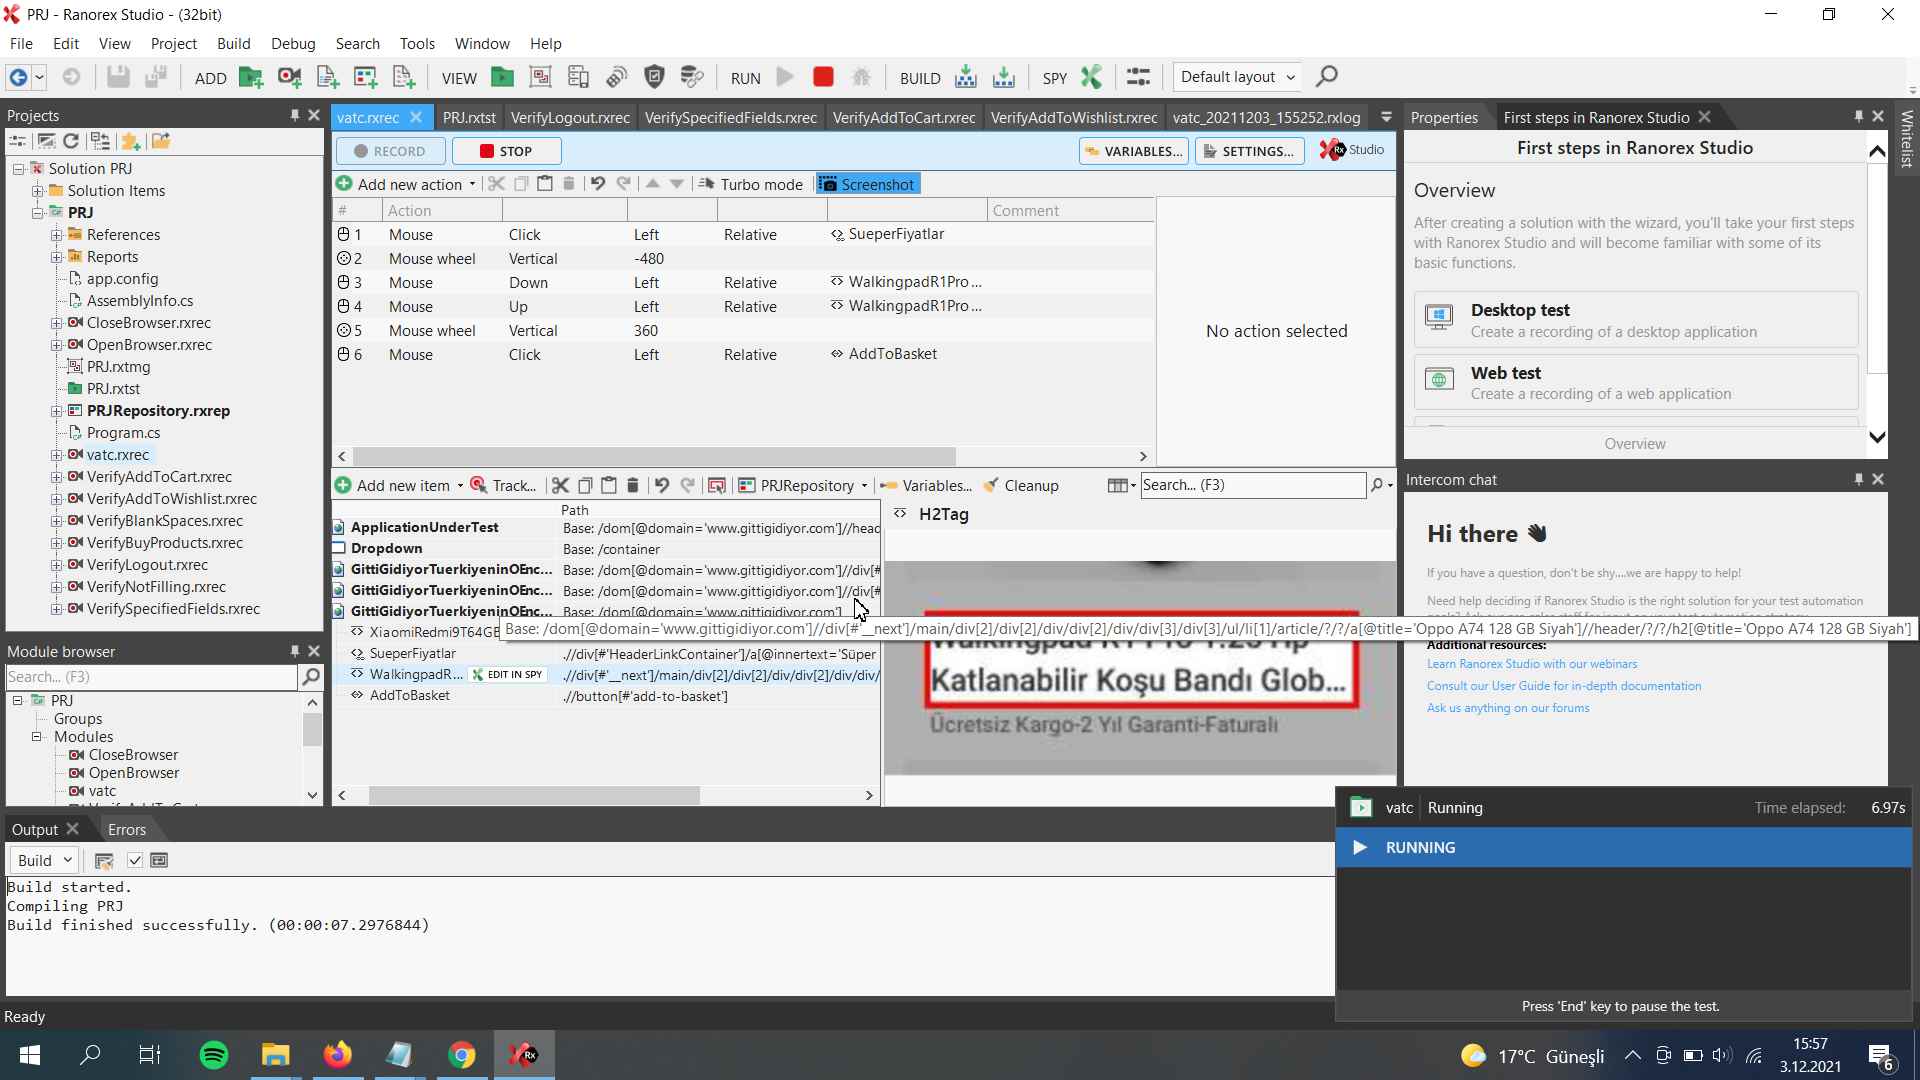 PRJ - Ranorex Studio - (32bit)
File Edit View Project Build Debug Search Tools Window Help
ADD VIEW RUN BUILD SPY Default layout
Projects
Solution PRJ
Solution Items
PRJ
References
Reports
app.config
AssemblyInfo.cs
CloseBrowser.rxrec
OpenBrowser.rxrec
PRJ.rxtmg
PRJ.rxtst
PRJRepository.rxrep
Program.cs
vatc.rxrec
VerifyAddToCart.rxrec
VerifyAddToWishlist.rxrec
VerifyBlankSpaces.rxrec
VerifyBuyProducts.rxrec
VerifyLogout.rxrec
VerifyNotFilling.rxrec
VerifySpecifiedFields.rxrec
Module browser
Search... (F3)
PRJ
Groups
Modules
CloseBrowser
OpenBrowser
vatc
vatc.rxrec PRJ.rxtst VerifyLogout.rxrec VerifySpecifiedFields.rxrec VerifyAddToCart.rxrec VerifyAddToWishlist.rxrec vatc_20211203_155252.rxlog
RECORD STOP VARIABLES... SETTINGS... Rx Studio
Add new action Turbo mode Screenshot
# Action Comment
1 Mouse Click Left Relative SueperFiyatlar
2 Mouse wheel Vertical -480
3 Mouse Down Left Relative WalkingpadR1Pro...
4 Mouse Up Left Relative WalkingpadR1Pro...
5 Mouse wheel Vertical 360
6 Mouse Click Left Relative AddToBasket
No action selected
Add new item Track... PRJRepository Variables... Cleanup Search... (F3)
Path
ApplicationUnderTest Base: /dom[@domain='www.gittigidiyor.com']//head
Dropdown Base: /container
GittiGidiyorTuerkiyeninOEnc... Base: /dom[@domain='www.gittigidiyor.com']//div[#
GittiGidiyorTuerkiyeninOEnc... Base: /dom[@domain='www.gittigidiyor.com']//div[#
GittiGidiyorTuerkiyeninOEnc... Base: /dom[@domain='www.gittigidiyor.com']
XiaomiRedmi9T64GB
Base: /dom[@domain='www.gittigidiyor.com']//div[#'__next']/main/div[2]/div[2]/div/div[2]/div/div[3]/div[3]/ul/li[1]/article/?/?/a[@title='Oppo A74 128 GB Siyah']//header/?/?/h2[@title='Oppo A74 128 GB Siyah']
SueperFiyatlar .//div[#'HeaderLinkContainer']/a[@innertext='Süper
WalkingpadR... EDIT IN SPY .//div[#'__next']/main/div[2]/div[2]/div/div[2]/div/div/
AddToBasket .//button[#'add-to-basket']
H2Tag
Katlanabilir Koşu Bandı Glob...
Ücretsiz Kargo-2 Yıl Garanti-Faturalı
Properties First steps in Ranorex Studio
First steps in Ranorex Studio
Overview
After creating a solution with the wizard, you'll take your first steps
with Ranorex Studio and will become familiar with some of its
basic functions.
Desktop test
Create a recording of a desktop application
Web test
Create a recording of a web application
Overview
Whitelist
Intercom chat
Hi there
If you have a question, don't be shy....we are happy to help!
Need help deciding if Ranorex Studio is the right solution for your test automation
Additional resources:
Learn Ranorex Studio with our webinars
Consult our User Guide for in-depth documentation
Ask us anything on our forums
Output Errors
Build
Build started.
Compiling PRJ
Build finished successfully. (00:00:07.2976844)
vatc Running Time elapsed: 6.97s
RUNNING
Press 'End' key to pause the test.
Ready
Rx
17°C Güneşli
15:57
3.12.2021
6